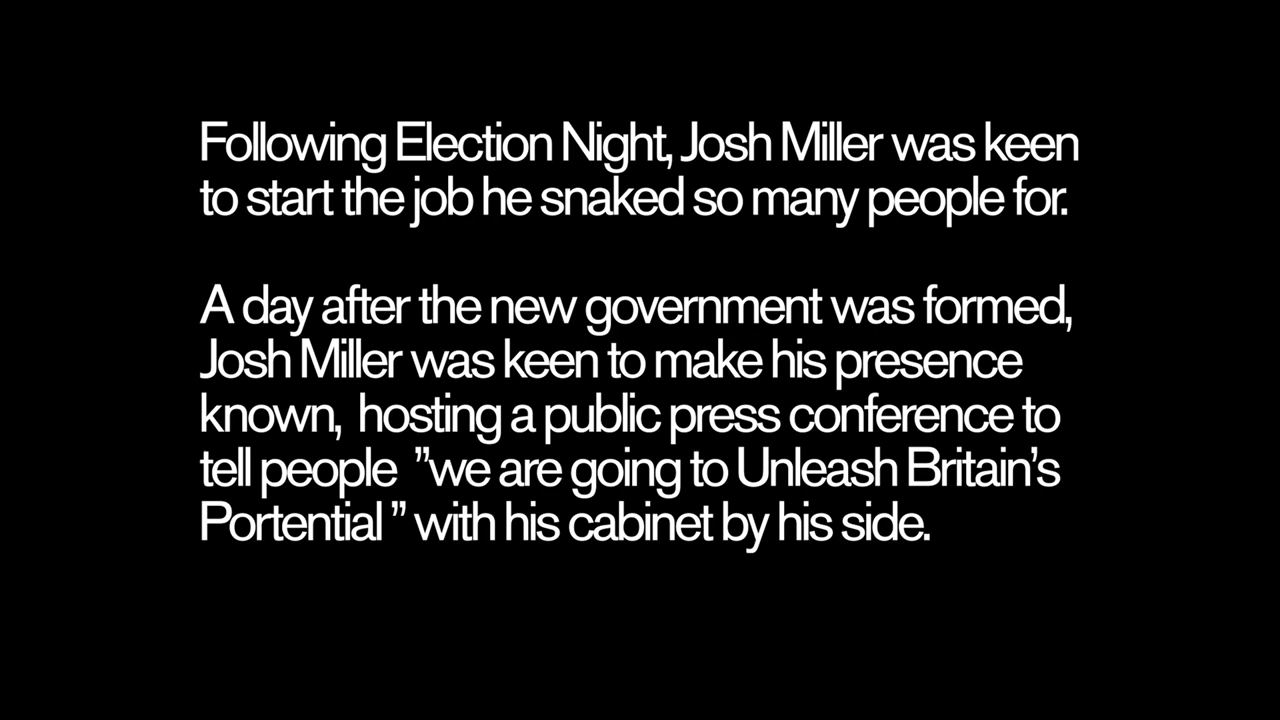 Following Election Night, Josh Miller was keen
to start the job he snaked so many people for.
A day after the new government was formed,
Josh Miller was keen to make his presence
known, hosting a public press conference to
tell people ”we are going to Unleash Britain’s
Portential ” with his cabinet by his side.